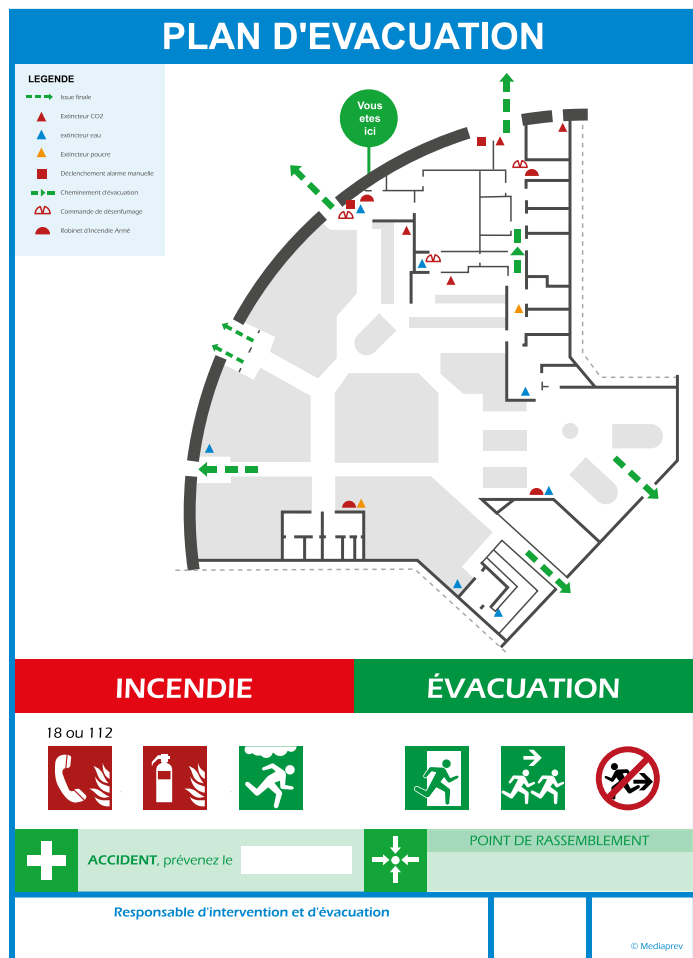 PLAN D'EVACUATION
LEGENDE
Issue finale
Extincteur CO2
extincteur eau
Extincteur poucre
Déclenchement alarme manuelle
Cheminement d'évacuation
Commande de désenfumage
Robinet d'Incendie Armé
Vous
etes
ici
INCENDIE
ÉVACUATION
18 ou 112
ACCIDENT, prévenez le
POINT DE RASSEMBLEMENT
Responsable d'intervention et d'évacuation
© Mediaprev